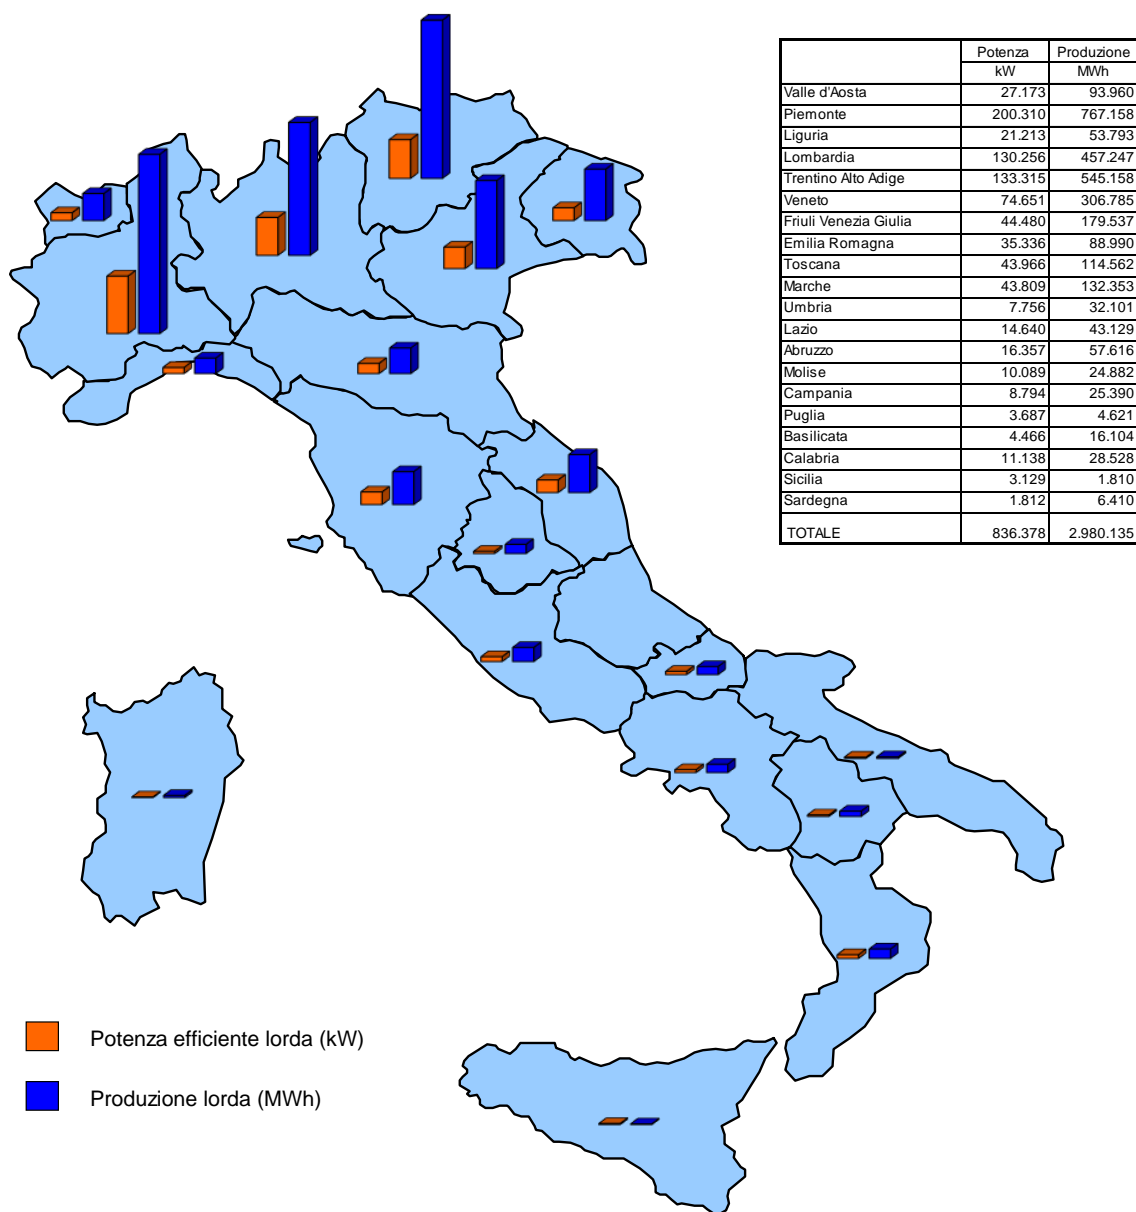 Potenza Produzione
kW MWh
Valle d'Aosta 27.173 93.960
Piemonte 200.310 767.158
Liguria 21.213 53.793
Lombardia 130.256 457.247
Trentino Alto Adige 133.315 545.158
Veneto 74.651 306.785
Friuli Venezia Giulia 44.480 179.537
Emilia Romagna 35.336 88.990
Toscana 43.966 114.562
Marche 43.809 132.353
Umbria 7.756 32.101
Lazio 14.640 43.129
Abruzzo 16.357 57.616
Molise 10.089 24.882
Campania 8.794 25.390
Puglia 3.687 4.621
Basilicata 4.466 16.104
Calabria 11.138 28.528
Sicilia 3.129 1.810
Sardegna 1.812 6.410
TOTALE 836.378 2.980.135
Potenza efficiente lorda (kW)
Produzione lorda (MWh)